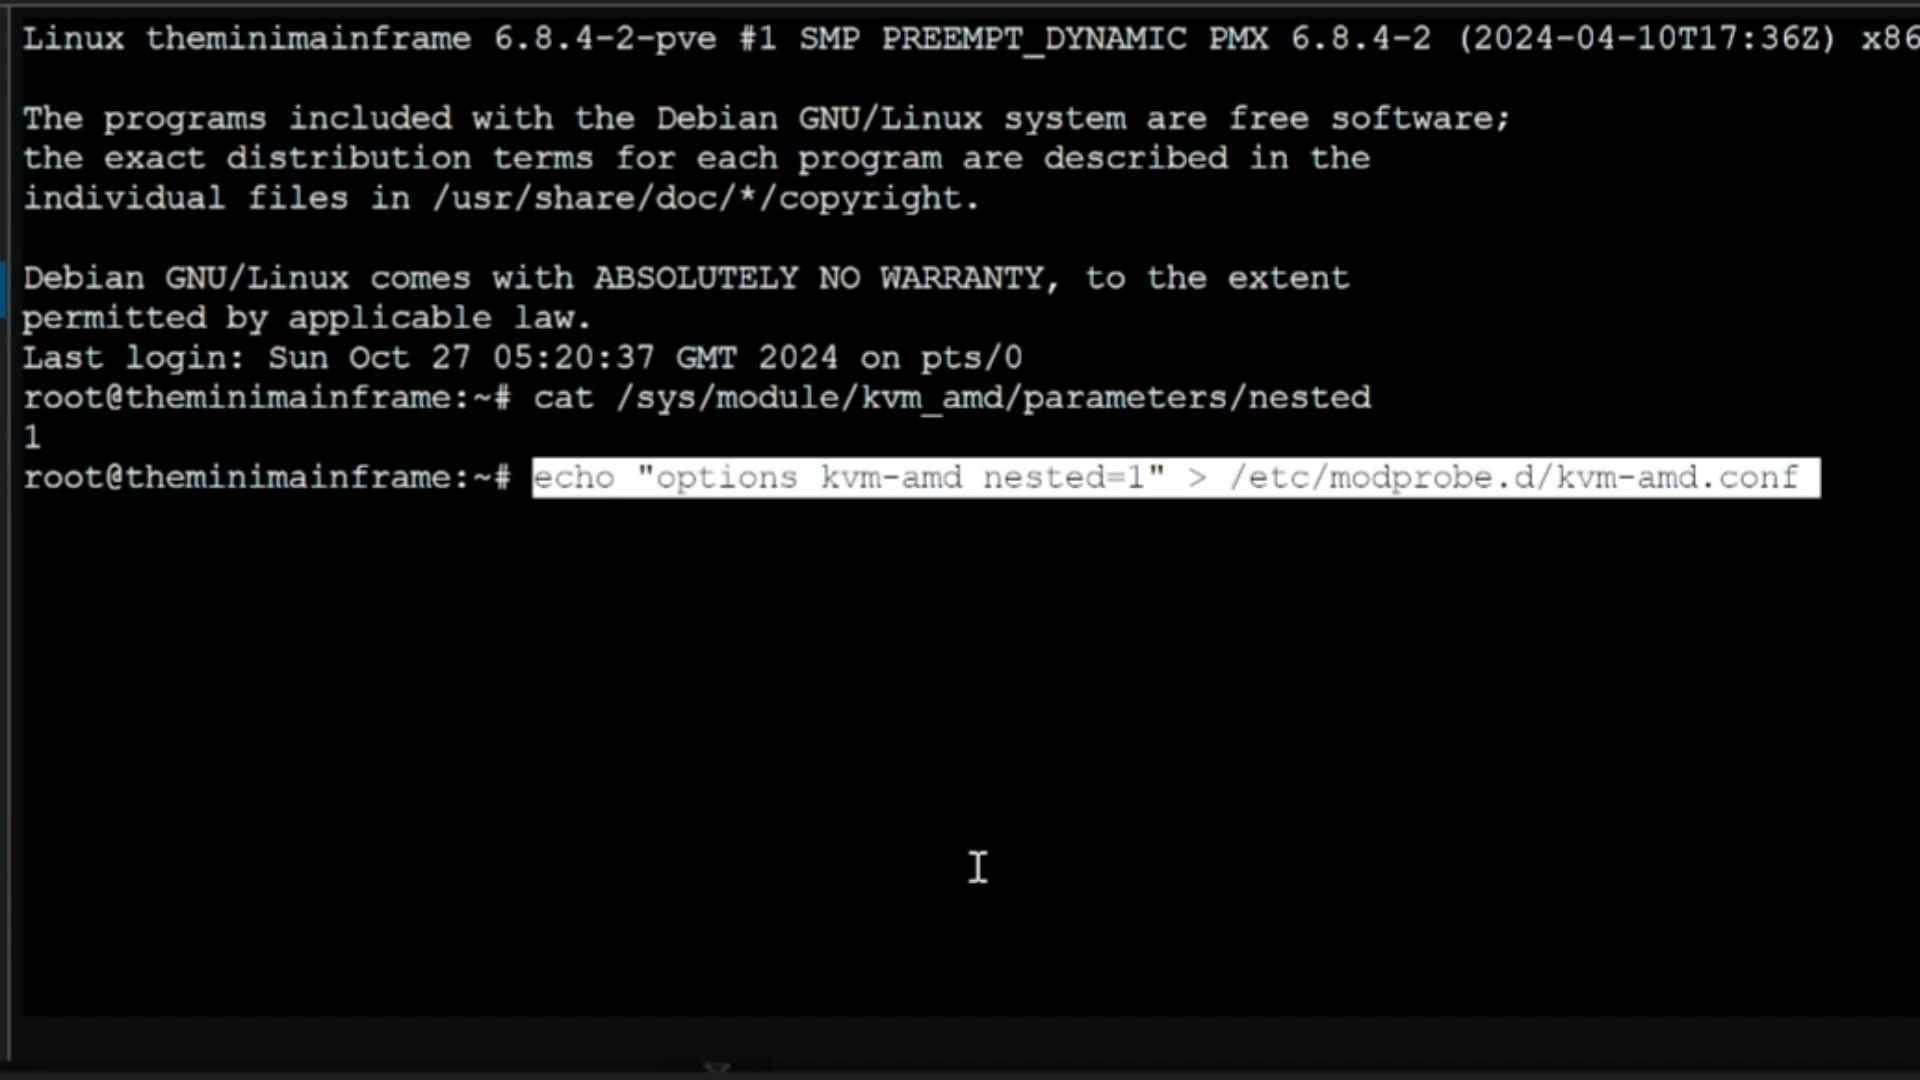 Linux theminimainframe 6.8.4-2-pve #1 SMP PREEMPT_DYNAMIC PMX 6.8.4-2 (2024-04-10T17:36Z) x86
The programs included with the Debian GNU/Linux system are free software;
the exact distribution terms for each program are described in the
individual files in /usr/share/doc/*/copyright.
Debian GNU/Linux comes with ABSOLUTELY NO WARRANTY, to the extent
permitted by applicable law.
Last login: Sun Oct 27 05:20:37 GMT 2024 on pts/0
root@theminimainframe:~# cat /sys/module/kvm_amd/parameters/nested
1
root@theminimainframe:~# echo "options kvm-amd nested=1" > /etc/modprobe.d/kvm-amd.conf